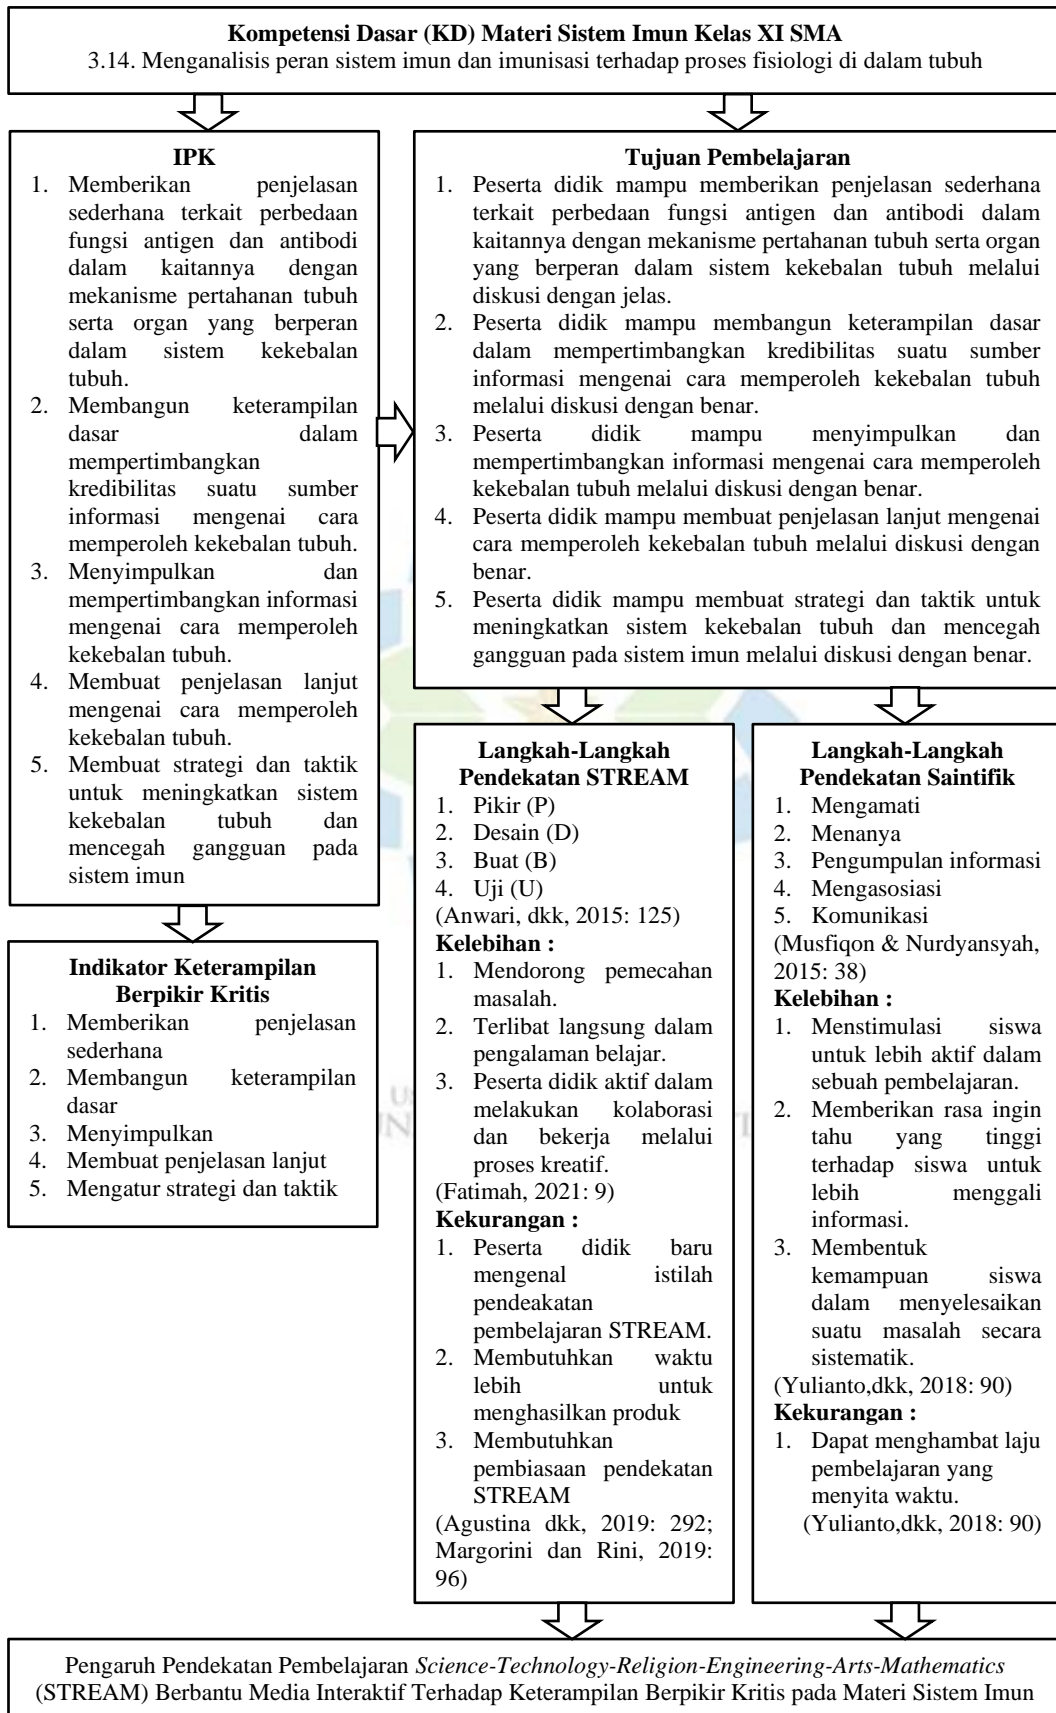 Kompetensi Dasar (KD) Materi Sistem Imun Kelas XI SMA
3.14. Menganalisis peran sistem imun dan imunisasi terhadap proses fisiologi di dalam tubuh
IPK
1. Memberikan penjelasan
sederhana terkait perbedaan
fungsi antigen dan antibodi
dalam kaitannya dengan
mekanisme pertahanan tubuh
serta organ yang berperan
dalam sistem kekebalan
tubuh.
2. Membangun keterampilan
dasar dalam
mempertimbangkan
kredibilitas suatu sumber
informasi mengenai cara
memperoleh kekebalan tubuh.
3. Menyimpulkan dan
mempertimbangkan informasi
mengenai cara memperoleh
kekebalan tubuh.
4. Membuat penjelasan lanjut
mengenai cara memperoleh
kekebalan tubuh.
5. Membuat strategi dan taktik
untuk meningkatkan sistem
kekebalan tubuh dan
mencegah gangguan pada
sistem imun
Tujuan Pembelajaran
1. Peserta didik mampu memberikan penjelasan sederhana
terkait perbedaan fungsi antigen dan antibodi dalam
kaitannya dengan mekanisme pertahanan tubuh serta organ
yang berperan dalam sistem kekebalan tubuh melalui
diskusi dengan jelas.
2. Peserta didik mampu membangun keterampilan dasar
dalam mempertimbangkan kredibilitas suatu sumber
informasi mengenai cara memperoleh kekebalan tubuh
melalui diskusi dengan benar.
3. Peserta didik mampu menyimpulkan dan
mempertimbangkan informasi mengenai cara memperoleh
kekebalan tubuh melalui diskusi dengan benar.
4. Peserta didik mampu membuat penjelasan lanjut mengenai
cara memperoleh kekebalan tubuh melalui diskusi dengan
benar.
5. Peserta didik mampu membuat strategi dan taktik untuk
meningkatkan sistem kekebalan tubuh dan mencegah
gangguan pada sistem imun melalui diskusi dengan benar.
Indikator Keterampilan
Berpikir Kritis
1. Memberikan penjelasan
sederhana
2. Membangun keterampilan
dasar
3. Menyimpulkan
4. Membuat penjelasan lanjut
5. Mengatur strategi dan taktik
Langkah-Langkah
Pendekatan STREAM
1. Pikir (P)
2. Desain (D)
3. Buat (B)
4. Uji (U)
(Anwari, dkk, 2015: 125)
Kelebihan :
1. Mendorong pemecahan
masalah.
2. Terlibat langsung dalam
pengalaman belajar.
3. Peserta didik aktif dalam
melakukan kolaborasi
dan bekerja melalui
proses kreatif.
(Fatimah, 2021: 9)
Kekurangan :
1. Peserta didik baru
mengenal istilah
pendeakatan
pembelajaran STREAM.
2. Membutuhkan waktu
lebih untuk
menghasilkan produk
3. Membutuhkan
pembiasaan pendekatan
STREAM
(Agustina dkk, 2019: 292;
Margorini dan Rini, 2019:
96)
Langkah-Langkah
Pendekatan Saintifik
1. Mengamati
2. Menanya
3. Pengumpulan informasi
4. Mengasosiasi
5. Komunikasi
(Musfiqon & Nurdyansyah,
2015: 38)
Kelebihan :
1. Menstimulasi siswa
untuk lebih aktif dalam
sebuah pembelajaran.
2. Memberikan rasa ingin
tahu yang tinggi
terhadap siswa untuk
lebih menggali
informasi.
3. Membentuk
kemampuan siswa
dalam menyelesaikan
suatu masalah secara
sistematik.
(Yulianto,dkk, 2018: 90)
Kekurangan :
1. Dapat menghambat laju
pembelajaran yang
menyita waktu.
(Yulianto,dkk, 2018: 90)
Pengaruh Pendekatan Pembelajaran Science-Technology-Religion-Engineering-Arts-Mathematics
(STREAM) Berbantu Media Interaktif Terhadap Keterampilan Berpikir Kritis pada Materi Sistem Imun